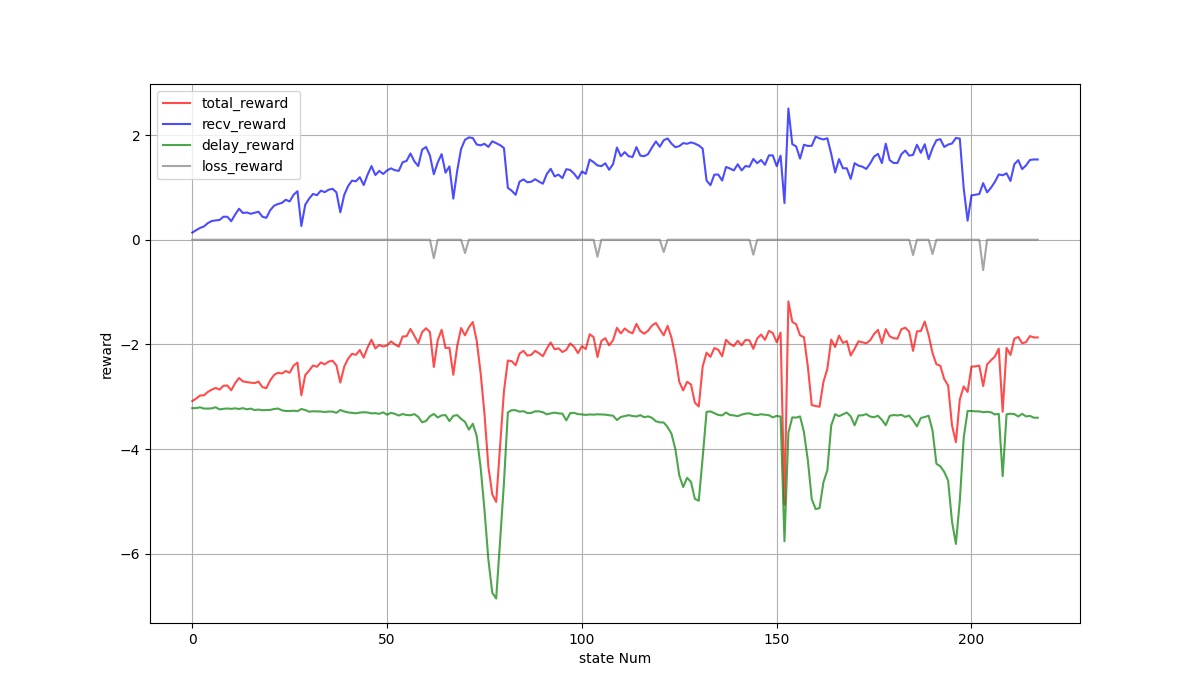 total_reward
recv_reward
delay_reward
loss_reward
2
0
−2
−4
−6
reward
0 50 100 150 200
state Num